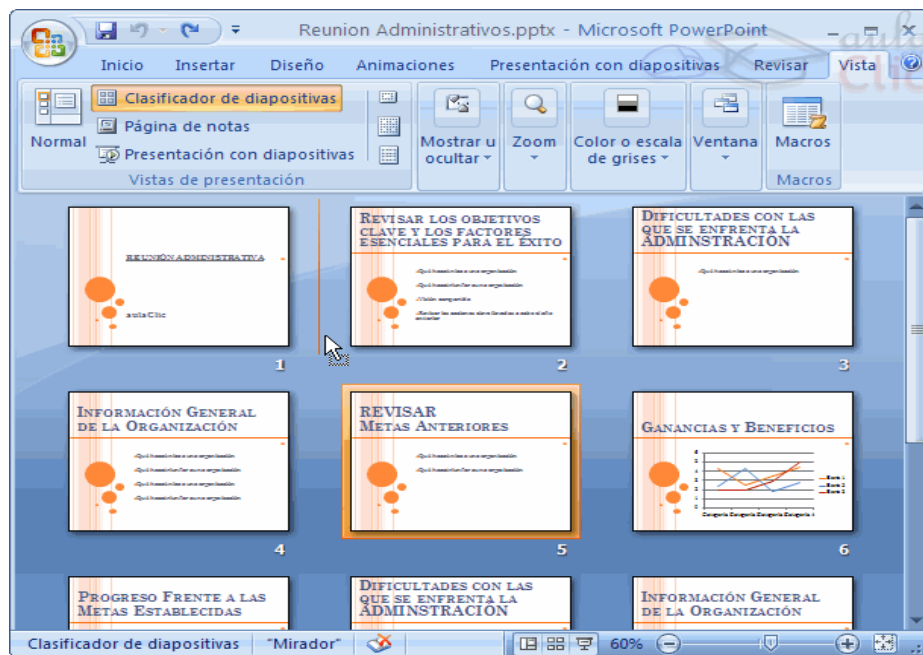 Reunion Administrativos.pptx - Microsoft PowerPoint
aulaClic
Inicio Insertar Diseño Animaciones Presentación con diapositivas Revisar Vista
Normal
Clasificador de diapositivas
Página de notas
Presentación con diapositivas
Vistas de presentación
Mostrar u
ocultar
Zoom
Color o escala
de grises
Ventana
Macros
Macros
REUNIÓN ADMINISTRATIVA
aulaClic
1
REVISAR LOS OBJETIVOS
CLAVE Y LOS FACTORES
ESENCIALES PARA EL ÉXITO
2
DIFICULTADES CON LAS
QUE SE ENFRENTA LA
ADMINSTRACIÓN
3
INFORMACIÓN GENERAL
DE LA ORGANIZACIÓN
4
REVISAR
METAS ANTERIORES
5
GANANCIAS Y BENEFICIOS
6
PROGRESO FRENTE A LAS
METAS ESTABLECIDAS
DIFICULTADES CON LAS
QUE SE ENFRENTA LA
ADMINSTRACIÓN
INFORMACIÓN GENERAL
DE LA ORGANIZACIÓN
Clasificador de diapositivas "Mirador" 60%